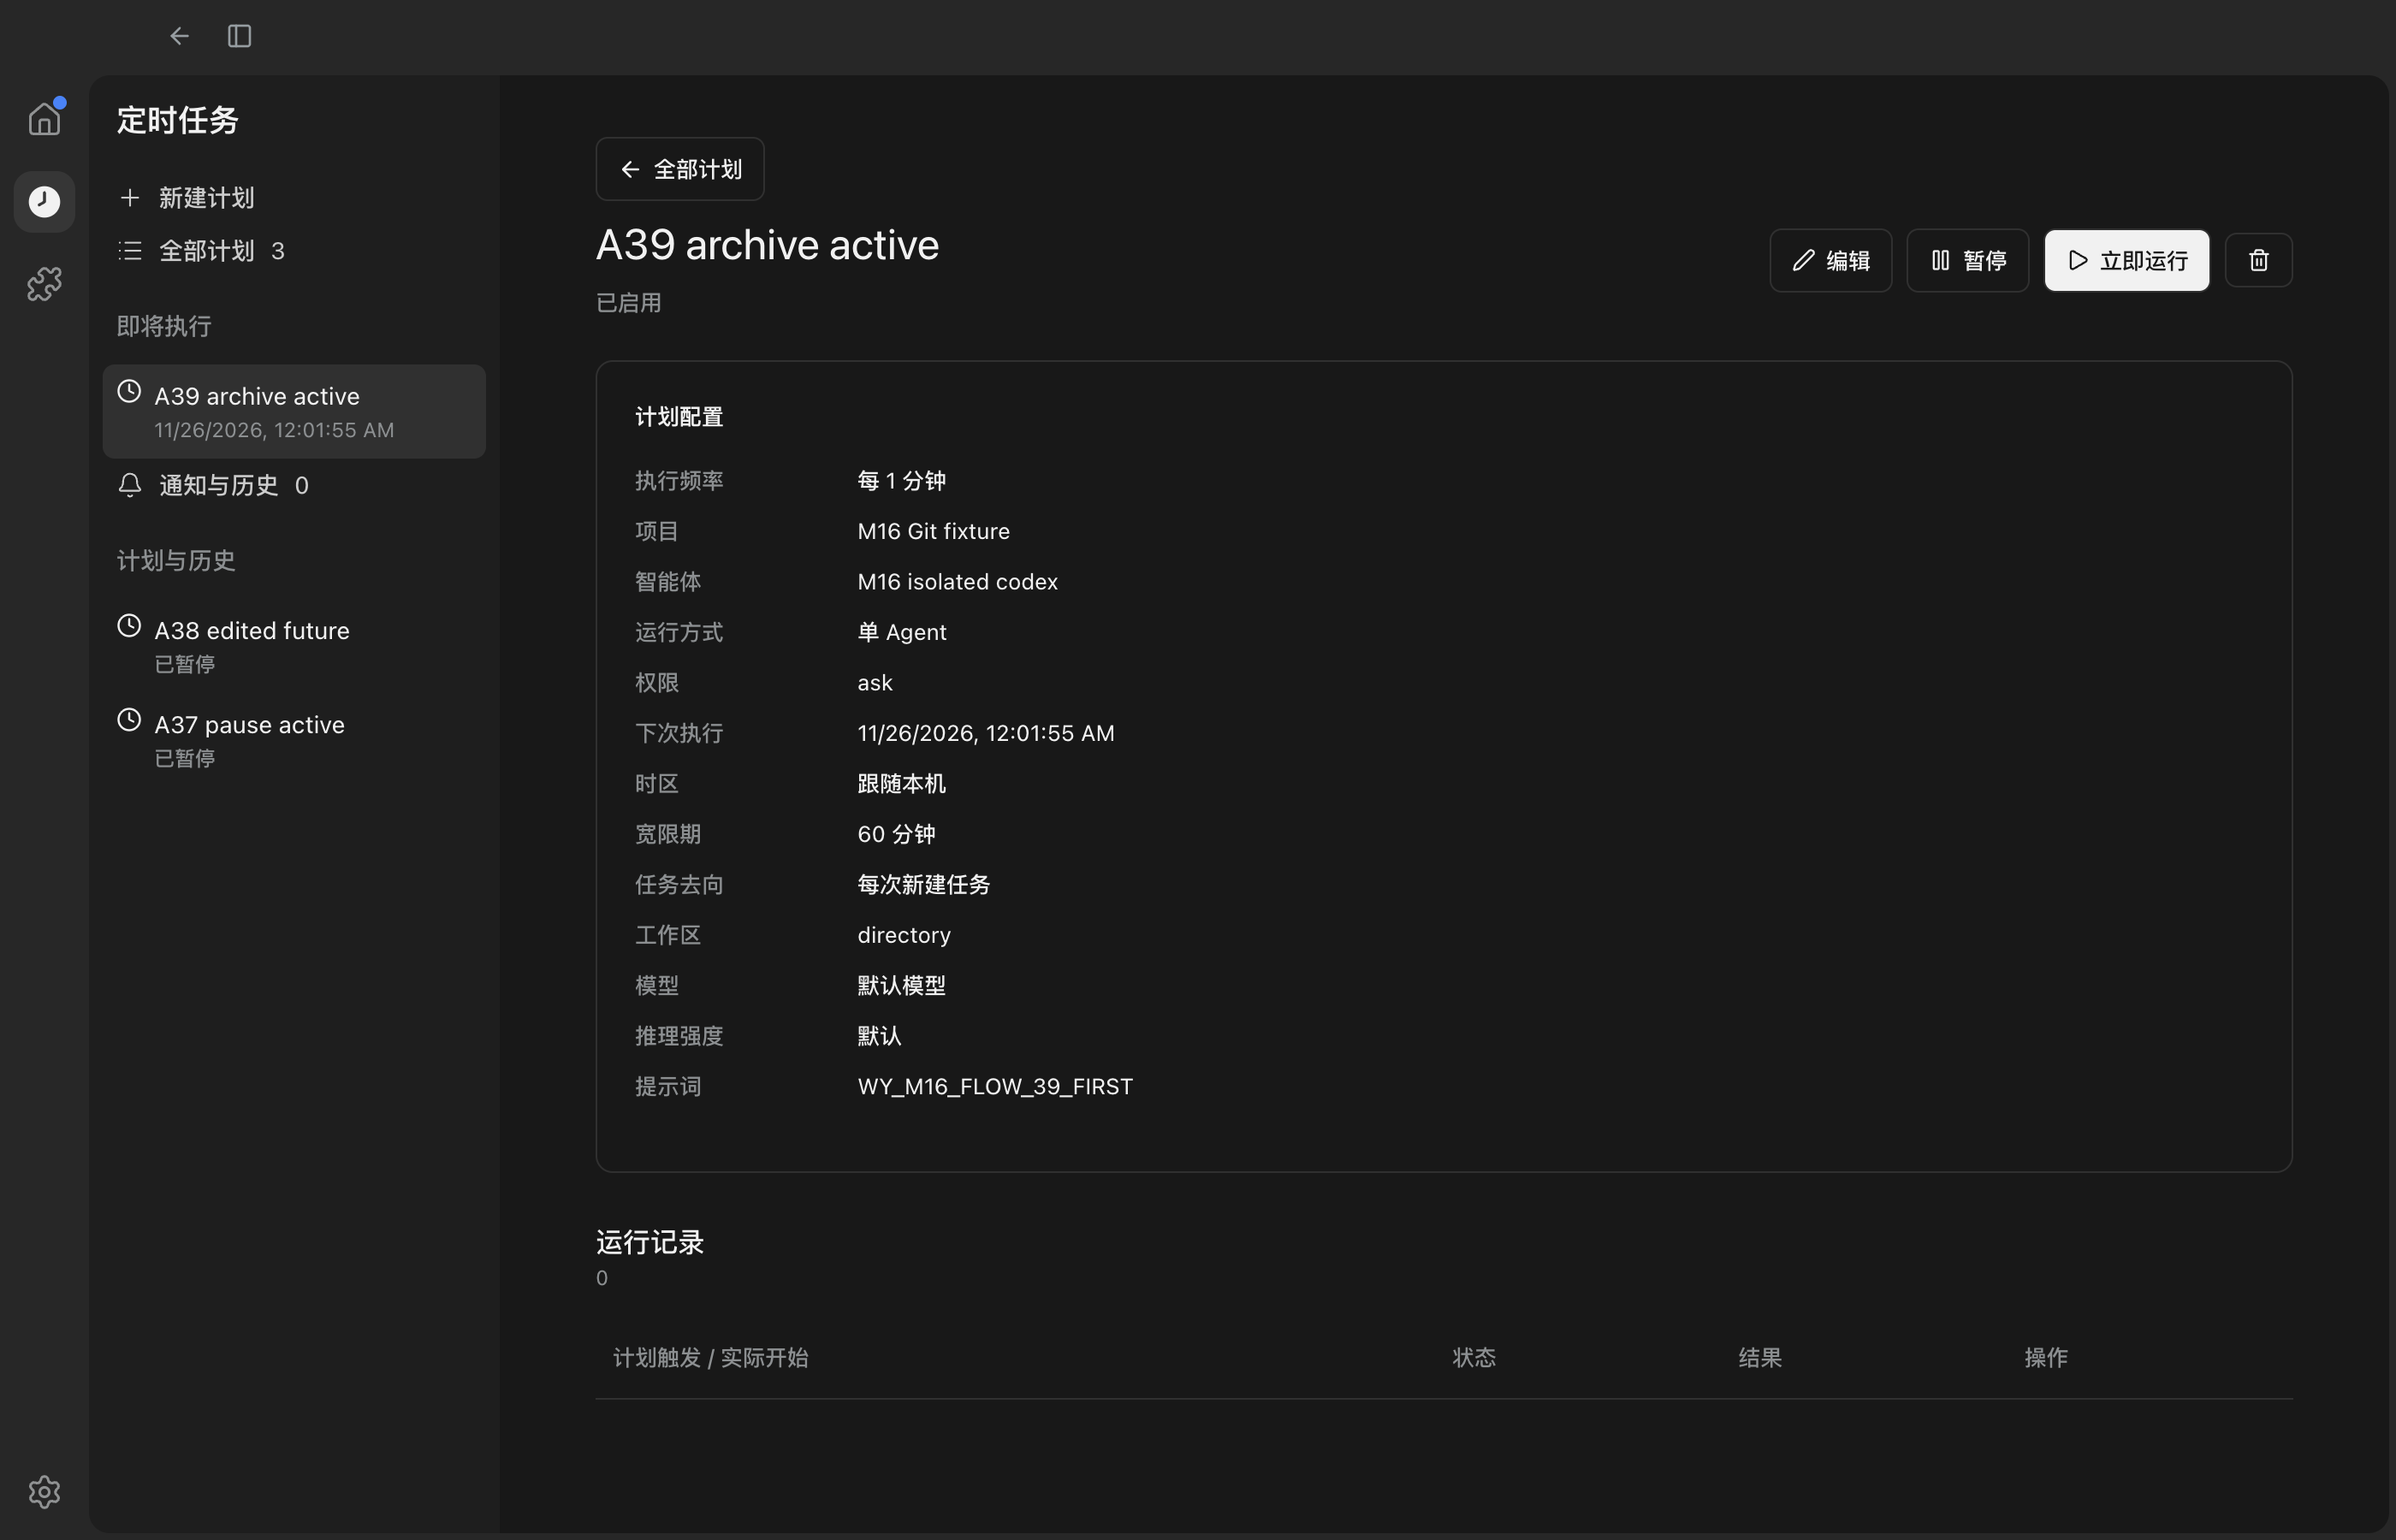 定时任务
新建计划
全部计划 3
即将执行
A39 archive active
11/26/2026, 12:01:55 AM
通知与历史 0
计划与历史
A38 edited future
已暂停
A37 pause active
已暂停
全部计划
A39 archive active
已启用
编辑
暂停
立即运行
计划配置
执行频率 每 1 分钟
项目 M16 Git fixture
智能体 M16 isolated codex
运行方式 单 Agent
权限 ask
下次执行 11/26/2026, 12:01:55 AM
时区 跟随本机
宽限期 60 分钟
任务去向 每次新建任务
工作区 directory
模型 默认模型
推理强度 默认
提示词 WY_M16_FLOW_39_FIRST
运行记录
0
计划触发 / 实际开始 状态 结果 操作